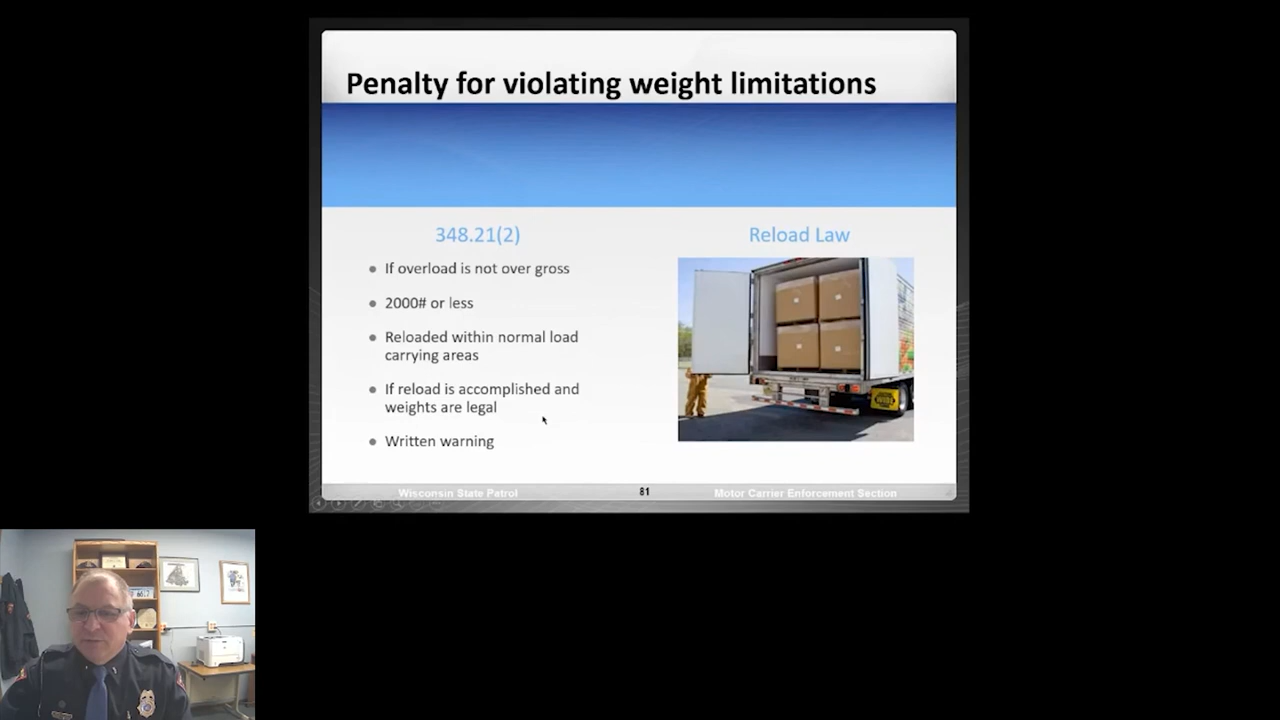 Penalty for violating weight limitations
348.21(2)
If overload is not over gross
2000# or less
Reloaded within normal load
carrying areas
If reload is accomplished and
weights are legal
Written warning
Reload Law
Wisconsin State Patrol
81
Motor Carrier Enforcement Section